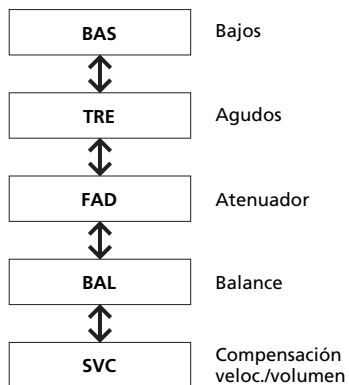 BAS Bajos
TRE Agudos
FAD Atenuador
BAL Balance
SVC Compensación
veloc./volumen